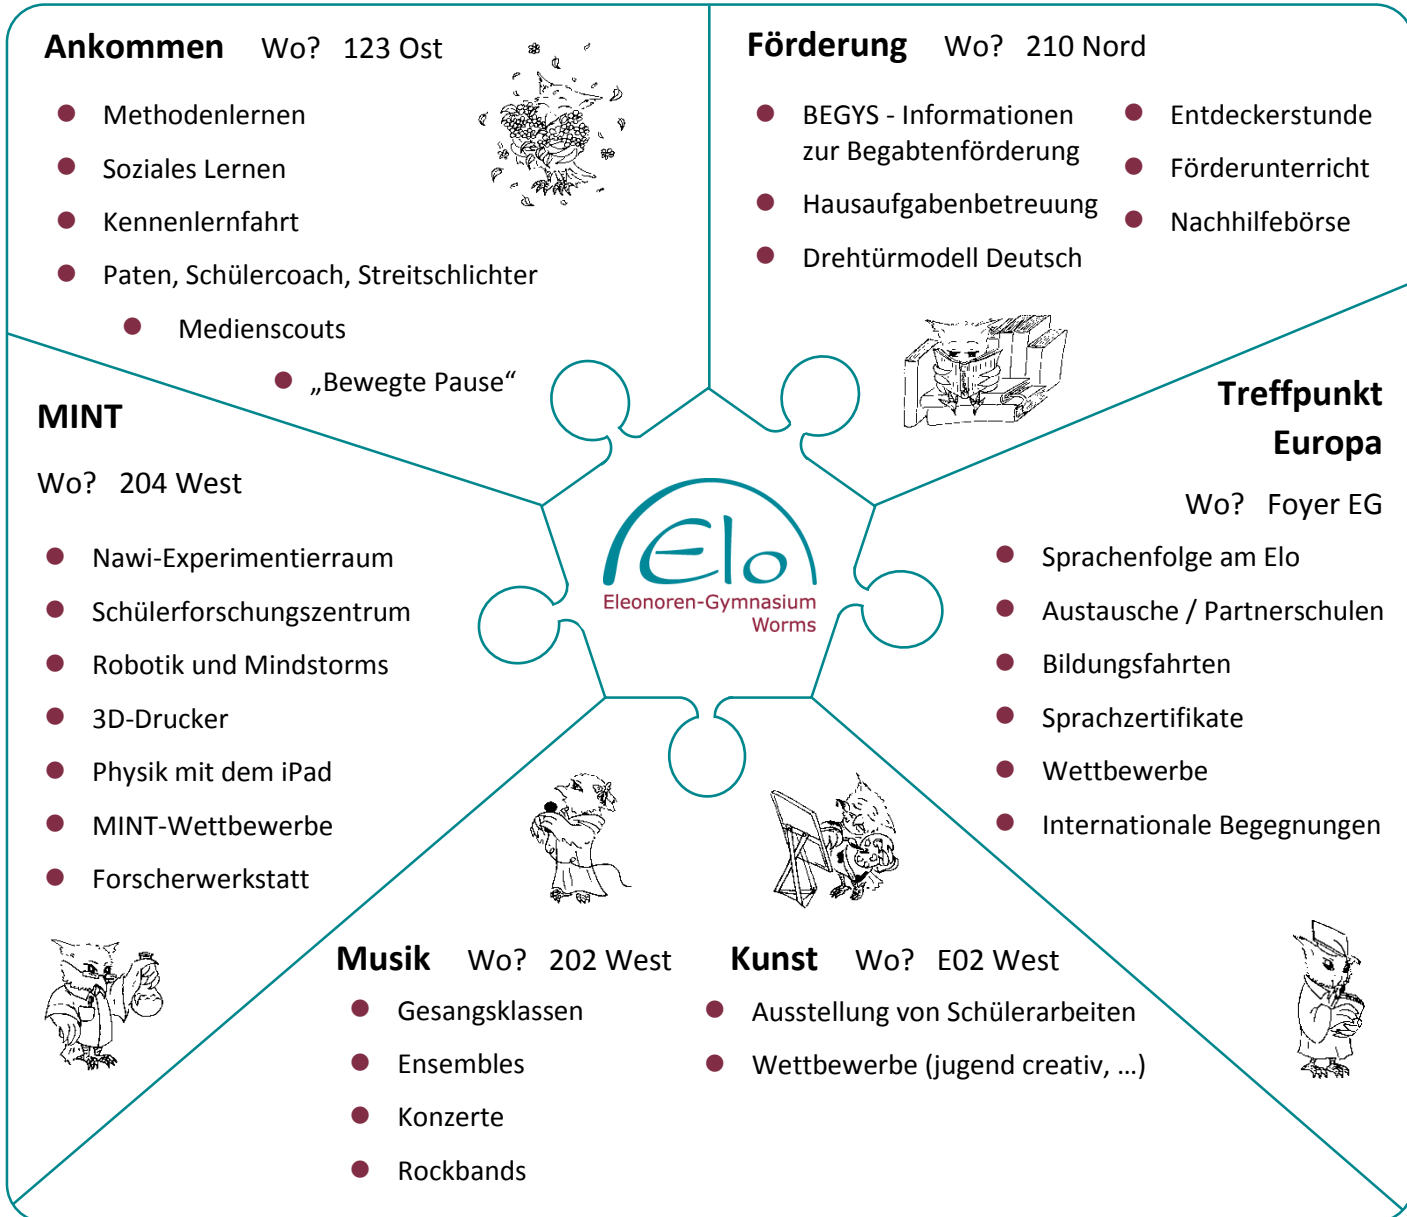 Ankommen Wo? 123 Ost
Methodenlernen
Soziales Lernen
Kennenlernfahrt
Paten, Schülercoach, Streitschlichter
Medienscouts
„Bewegte Pause“
Förderung Wo? 210 Nord
BEGYS - Informationen
zur Begabtenförderung
Hausaufgabenbetreuung
Drehtürmodell Deutsch
Entdeckerstunde
Förderunterricht
Nachhilfebörse
MINT
Wo? 204 West
Nawi-Experimentierraum
Schülerforschungszentrum
Robotik und Mindstorms
3D-Drucker
Physik mit dem iPad
MINT-Wettbewerbe
Forscherwerkstatt
Elo
Eleonoren-Gymnasium
Worms
Treffpunkt
Europa
Wo? Foyer EG
Sprachenfolge am Elo
Austausche / Partnerschulen
Bildungsfahrten
Sprachzertifikate
Wettbewerbe
Internationale Begegnungen
Musik Wo? 202 West
Gesangsklassen
Ensembles
Konzerte
Rockbands
Kunst Wo? E02 West
Ausstellung von Schülerarbeiten
Wettbewerbe (jugend creativ, ...)